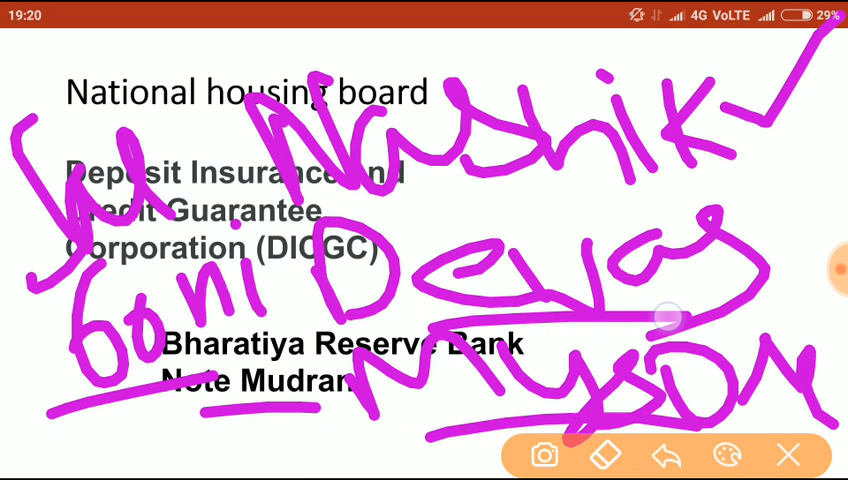 19:20 4G VoLTE 29%
National housing board
Nashik
Deposit Insurance and
Credit Guarantee
Corporation (DICGC)
Dewas
Boni
Bharatiya Reserve Bank
Note Mudran
Mysor